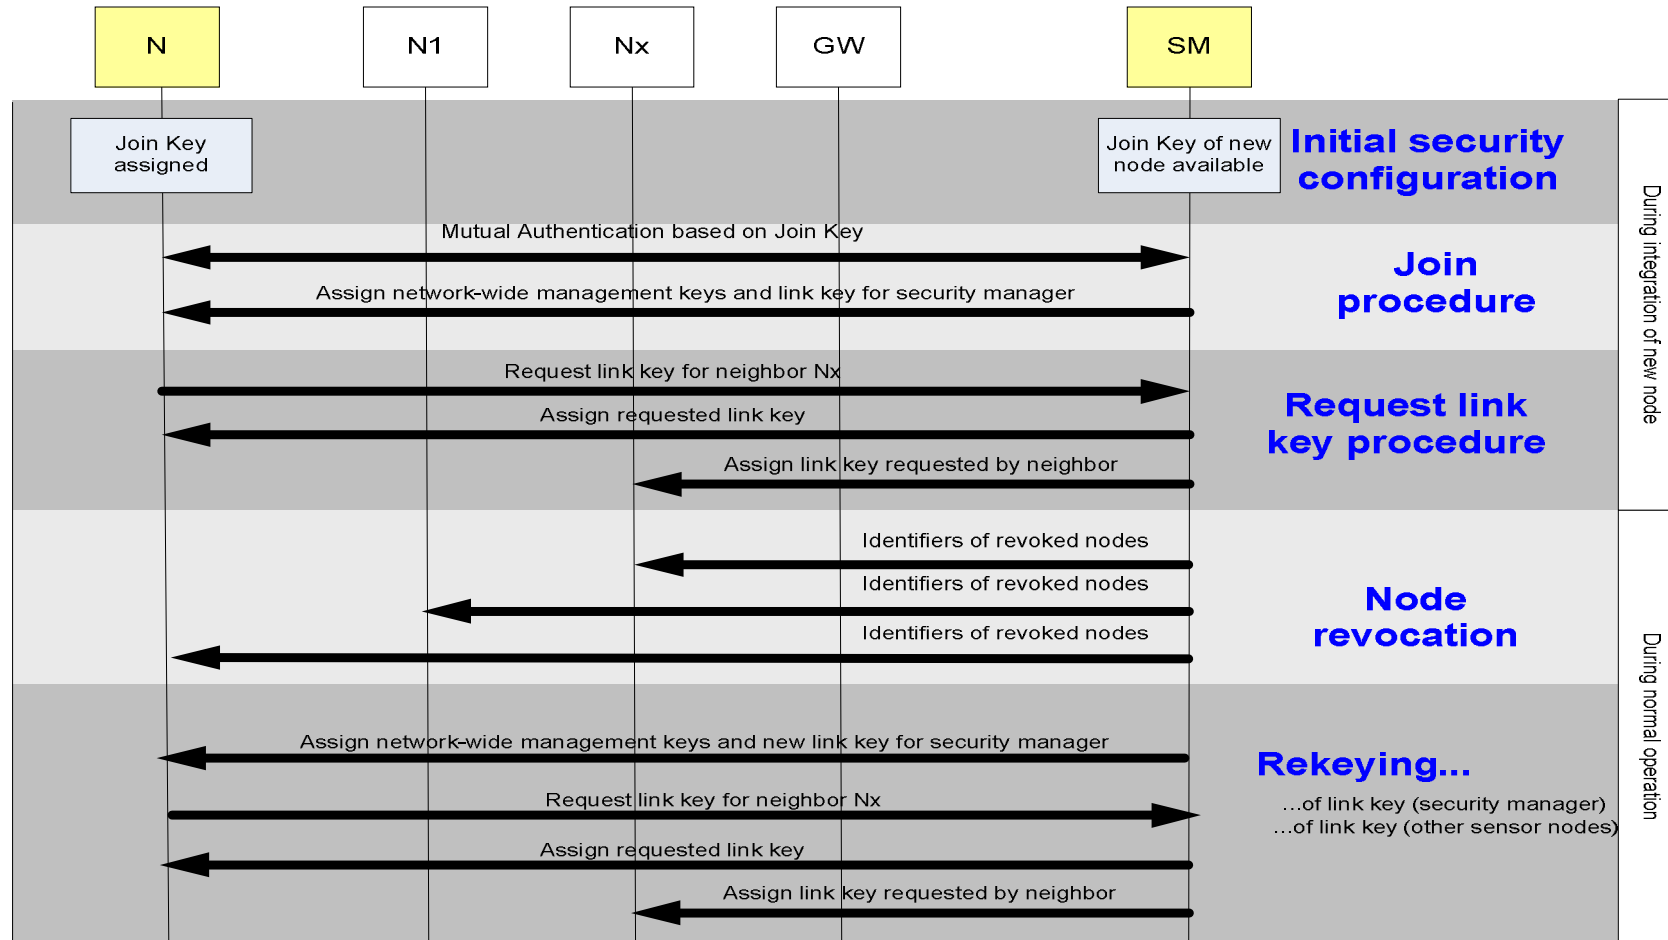 N
N1
Nx
GW
SM
Join Key
assigned
Join Key of new
node available
Initial security
configuration
Mutual Authentication based on Join Key
Assign network-wide management keys and link key for security manager
Join
procedure
Request link key for neighbor Nx
Assign requested link key
Assign link key requested by neighbor
Request link
key procedure
During integration of new node
Identifiers of revoked nodes
Identifiers of revoked nodes
Identifiers of revoked nodes
Node
revocation
Assign network-wide management keys and new link key for security manager
Request link key for neighbor Nx
Assign requested link key
Assign link key requested by neighbor
Rekeying...
...of link key (security manager)
...of link key (other sensor nodes)
During normal operation